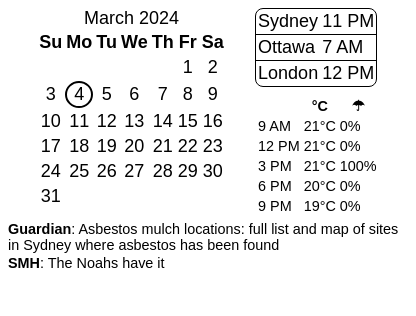 March 2024
Su Mo Tu We Th Fr Sa
1 2
3 4 5 6 7 8 9
10 11 12 13 14 15 16
17 18 19 20 21 22 23
24 25 26 27 28 29 30
31
Sydney 11 PM
Ottawa 7 AM
London 12 PM
°C ☂
9 AM 21°C 0%
12 PM 21°C 0%
3 PM 21°C 100%
6 PM 20°C 0%
9 PM 19°C 0%
Guardian: Asbestos mulch locations: full list and map of sites
in Sydney where asbestos has been found
SMH: The Noahs have it